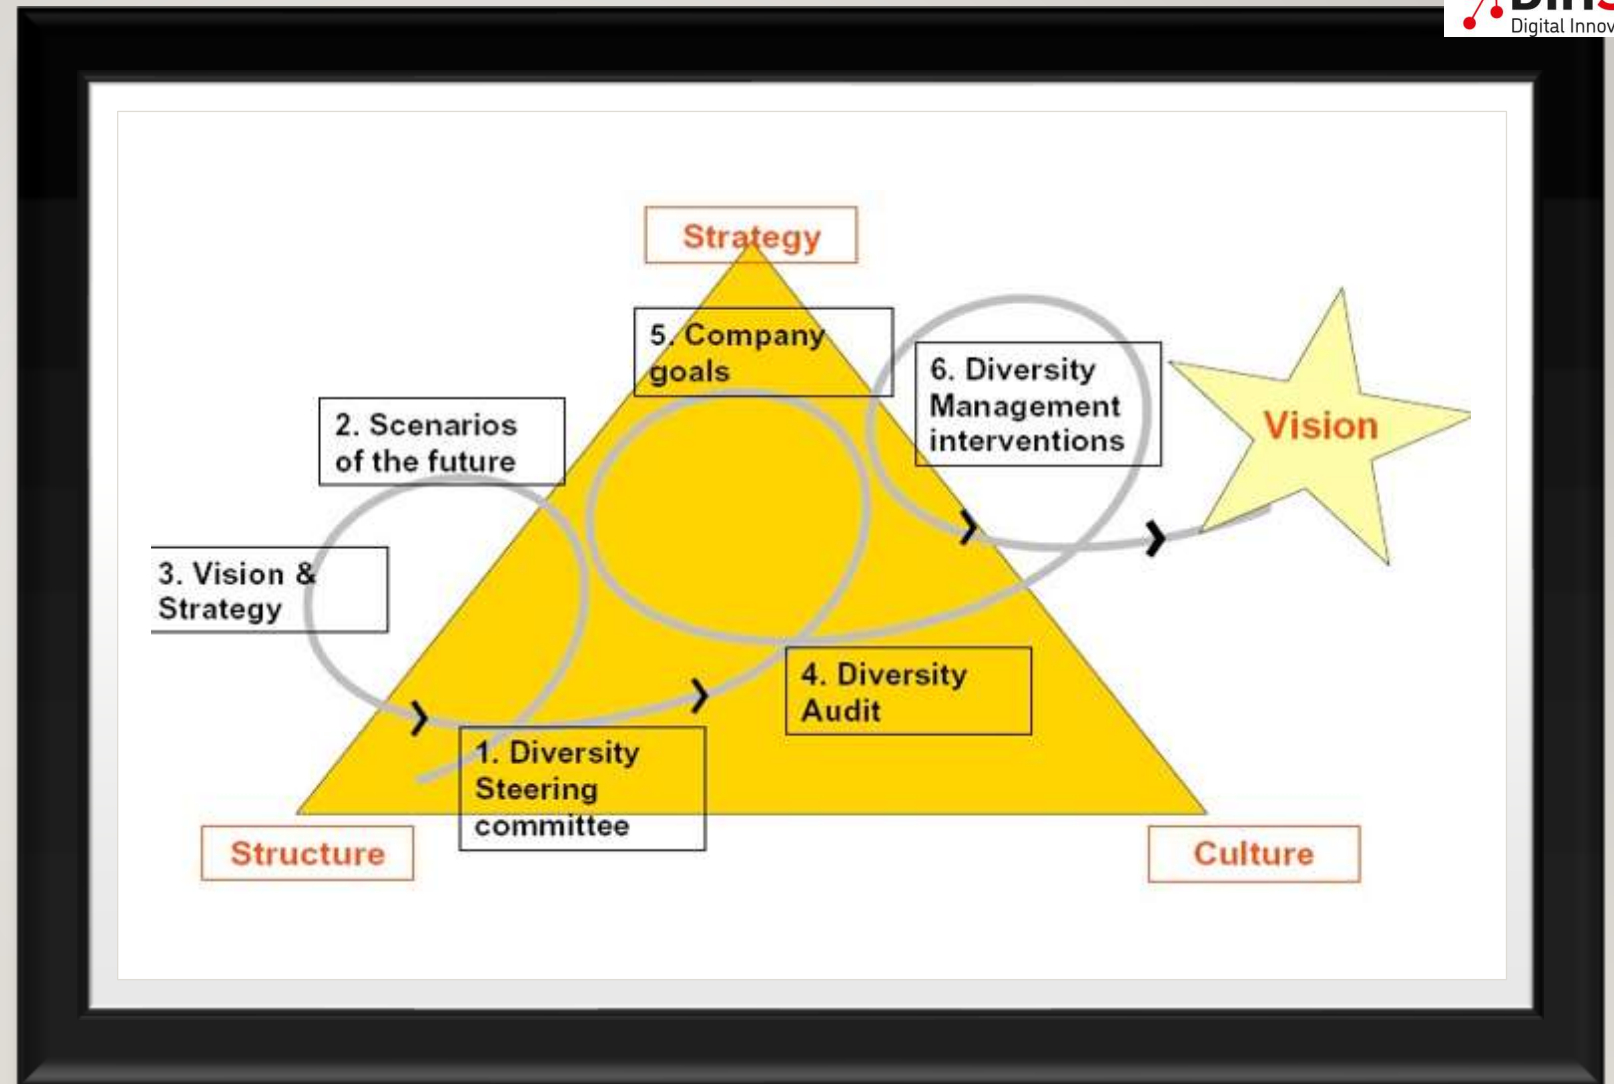 Digital Innov
Strategy
5. Company
goals
6. Diversity
Management
interventions
2. Scenarios
of the future
Vision
3. Vision &
Strategy
4. Diversity
Audit
1. Diversity
Steering
committee
Structure
Culture